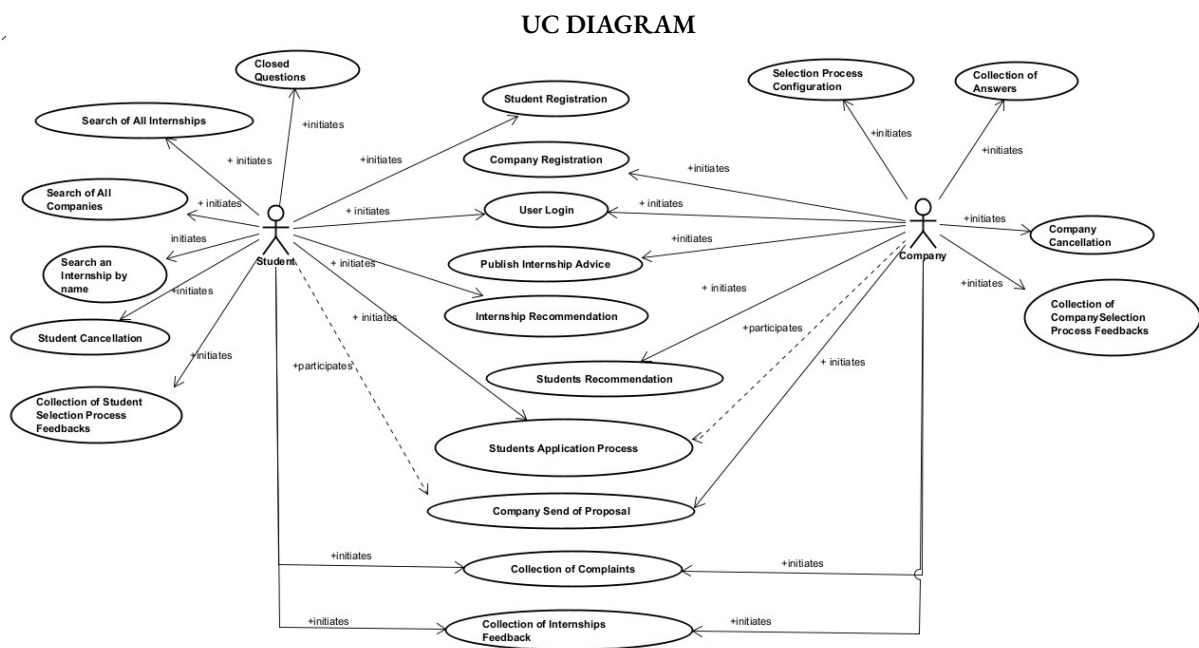 UC DIAGRAM
Closed
Questions
Selection Process
Configuration
Collection of
Answers
Student Registration
Search of All Internships
+initiates
+initiates
+initiates
+ initiates
+initiates
Company Registration
+initiates
Search of All
Companies
+ initiates
+ initiates
User Login
+ initiates
+initiates
Company
Cancellation
initiates
Student
+initiates
Company
Search an
Internship by
name
+ initiates
Publish Internship Advice
+initiates
+initiates
+ initiates
Collection of
CompanySelection
Process Feedbacks
Internship Recommendation
+ initiates
+participates
Student Cancellation
+initiates
+participates
+ initiates
Students Recommendation
Collection of Student
Selection Process
Feedbacks
Students Application Process
Company Send of Proposal
+initiates
Collection of Complaints
+initiates
+initiates
Collection of Internships
Feedback
+initiates